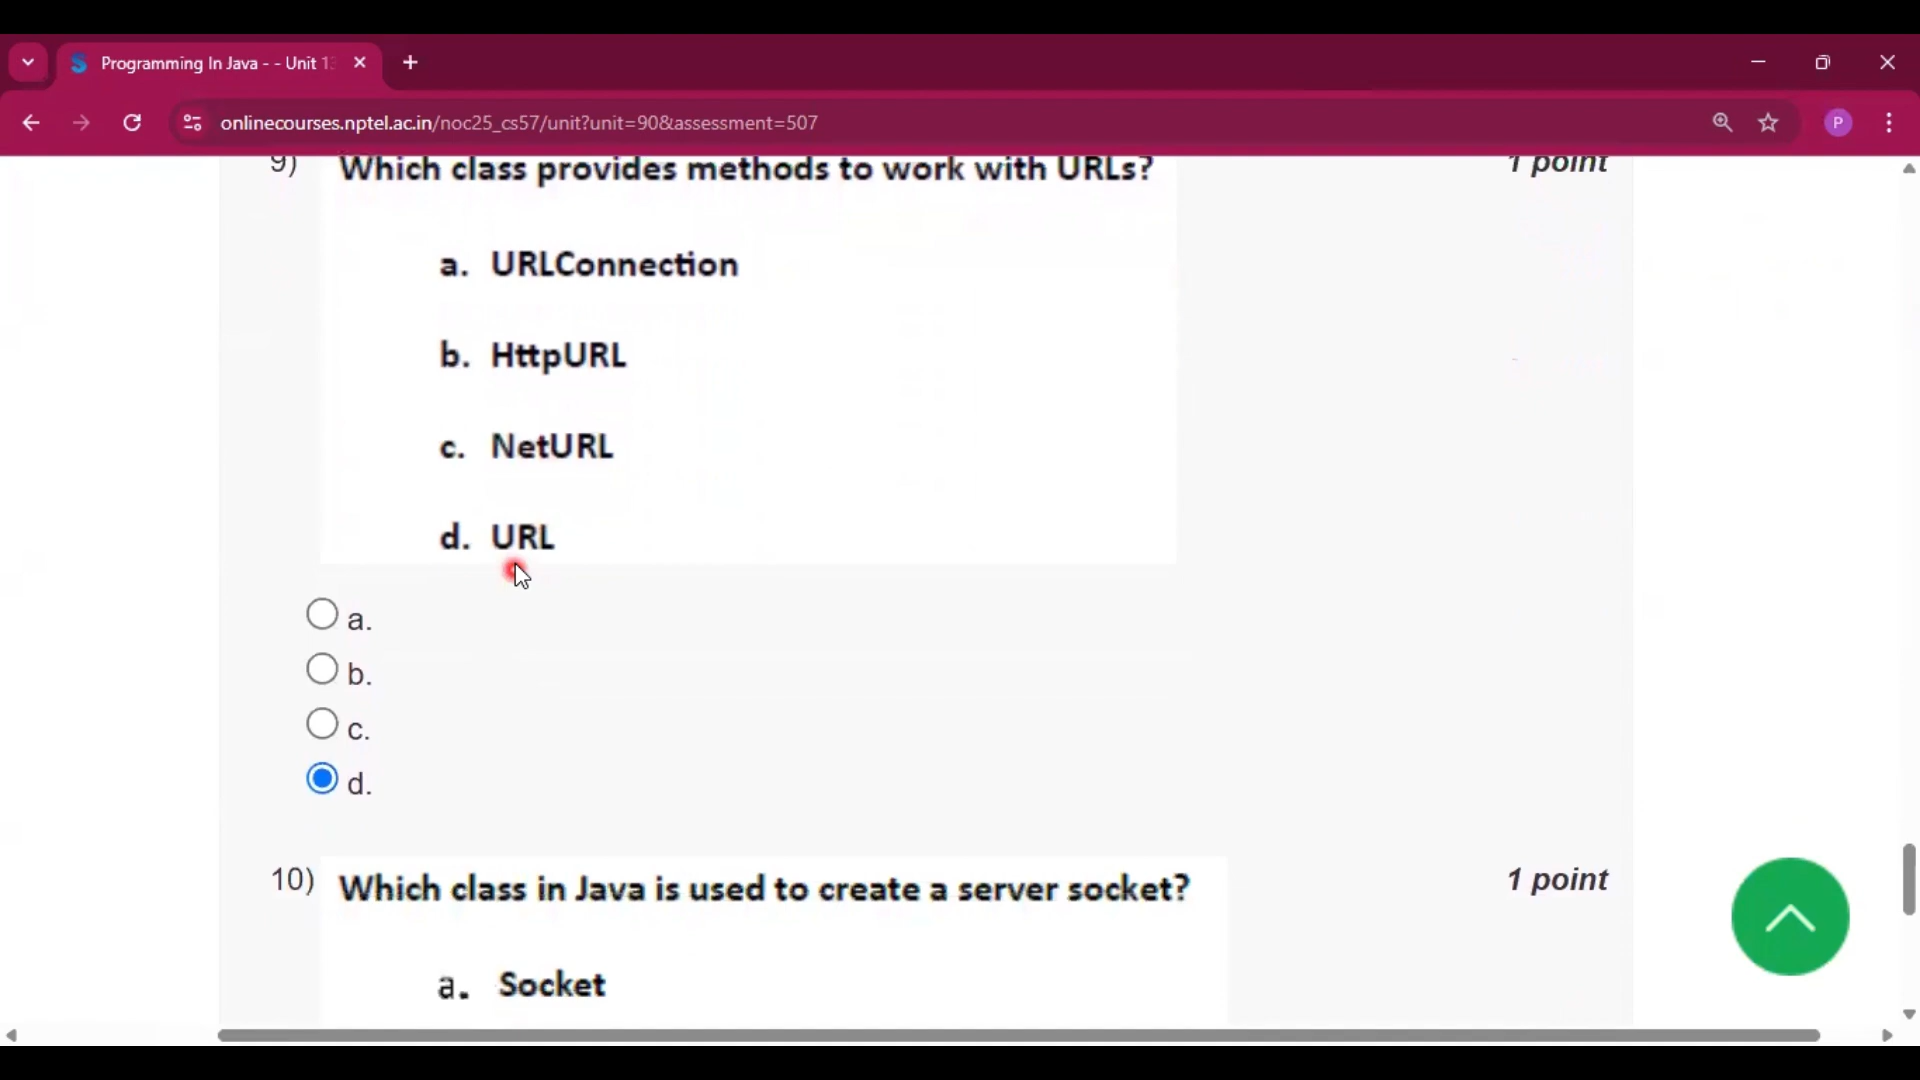 Programming In Java - - Unit 13
onlinecourses.nptel.ac.in/noc25_cs57/unit?unit=90&assessment=507
P
9) Which class provides methods to work with URLs? 1 point
a. URLConnection
b. HttpURL
c. NetURL
d. URL
a.
b.
c.
d.
10) Which class in Java is used to create a server socket? 1 point
a. Socket